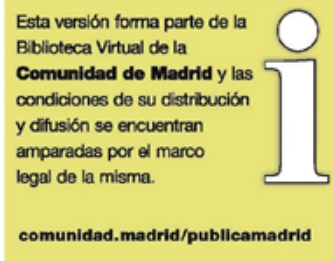 Esta versión forma parte de la
Biblioteca Virtual de la
Comunidad de Madrid y las
condiciones de su distribución
y difusión se encuentran
amparadas por el marco
legal de la misma.
comunidad.madrid/publicamadrid